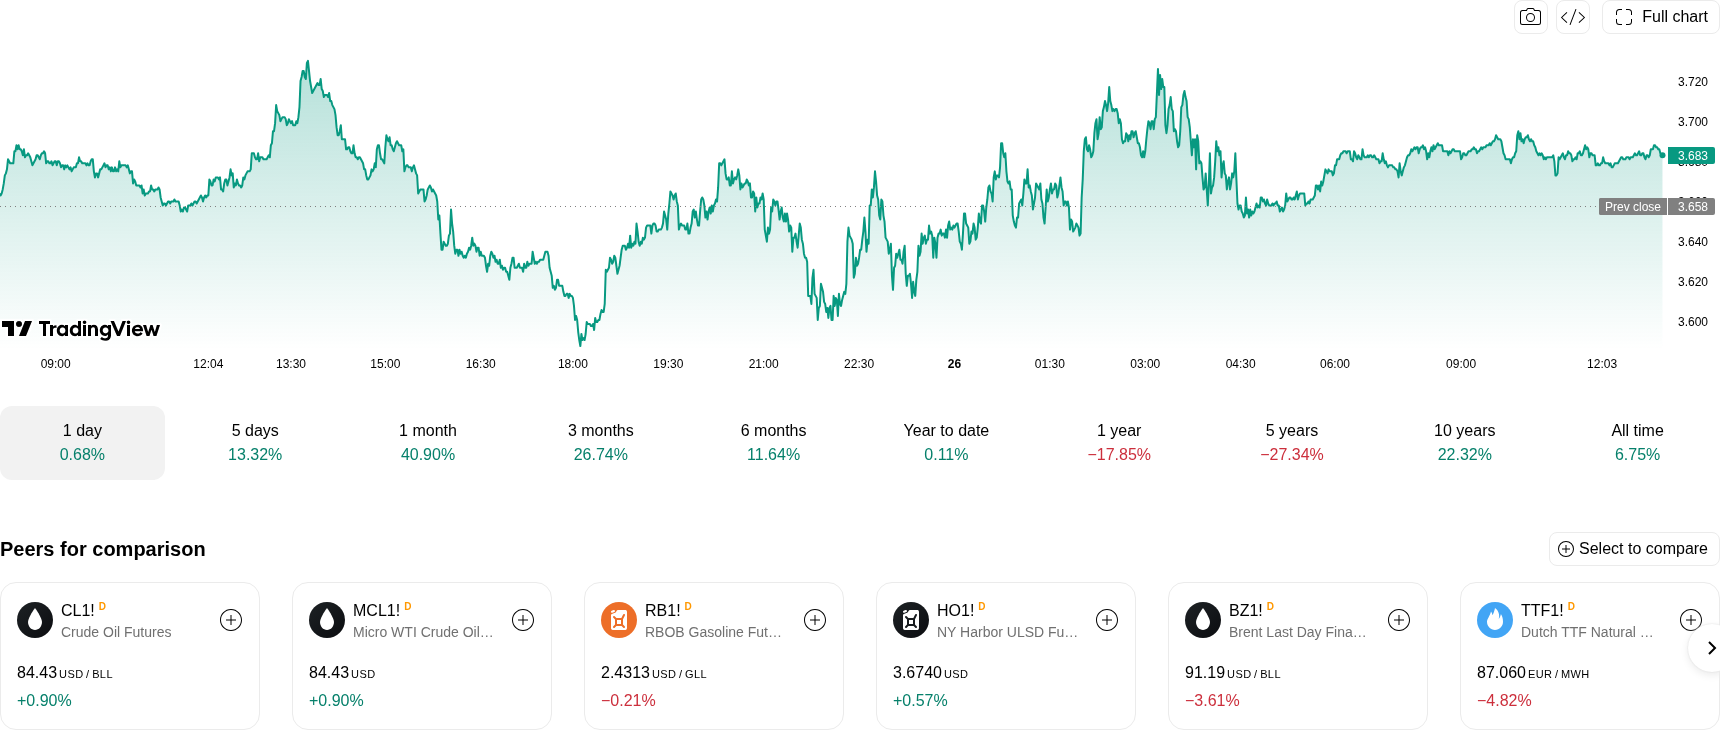 Full chart
3.720
3.700
3.683
Prev close 3.658
3.640
3.620
3.600
TradingView
09:00 12:04 13:30 15:00 16:30 18:00 19:30 21:00 22:30 26 01:30 03:00 04:30 06:00 09:00 12:03
1 day 5 days 1 month 3 months 6 months Year to date 1 year 5 years 10 years All time
0.68% 13.32% 40.90% 26.74% 11.64% 0.11% −17.85% −27.34% 22.32% 6.75%
Peers for comparison
Select to compare
CL1! D
Crude Oil Futures
84.43 USD / BLL
+0.90%
MCL1! D
Micro WTI Crude Oil…
84.43 USD
+0.90%
RB1! D
RBOB Gasoline Fut…
2.4313 USD / GLL
−0.21%
HO1! D
NY Harbor ULSD Fu…
3.6740 USD
+0.57%
BZ1! D
Brent Last Day Fina…
91.19 USD / BLL
−3.61%
TTF1! D
Dutch TTF Natural …
87.060 EUR / MWH
−4.82%